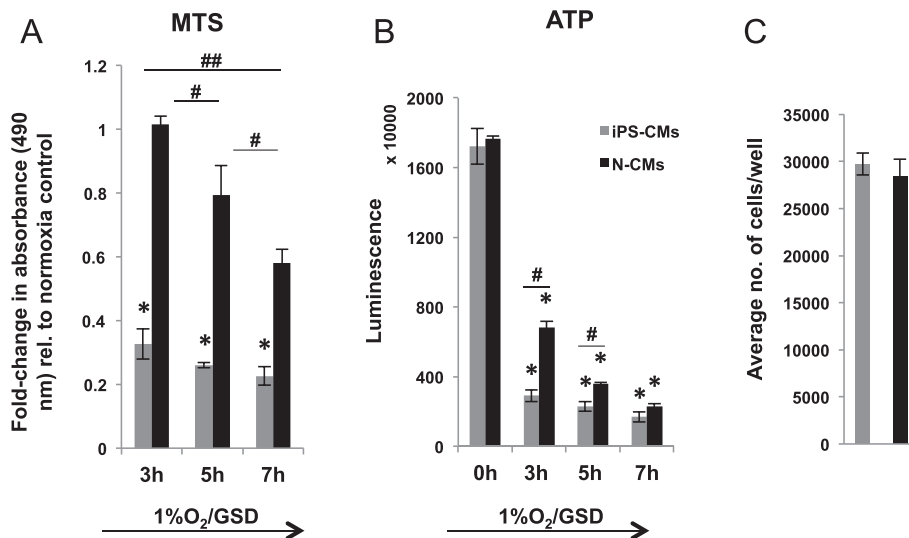 A
MTS
Fold-change in absorbance (490
nm) rel. to normoxia control
1.2
1
0.8
0.6
0.4
0.2
0
##
#
#
*
*
*
3h
5h
7h
1%O₂/GSD
B
ATP
Luminescence
x 10000
2000
1600
1200
800
400
0
iPS-CMs
N-CMs
#
*
*
#
*
*
*
*
0h
3h
5h
7h
1%O₂/GSD
C
Average no. of cells/well
35000
30000
25000
20000
15000
10000
5000
0